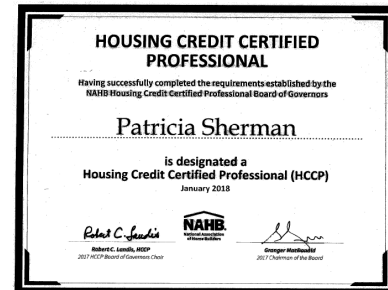 HOUSING CREDIT CERTIFIED
PROFESSIONAL
Having successfully completed the requirements established by the
NAHB Housing Credit Certified Professional Board of Governors
Patricia Sherman
is designated a
Housing Credit Certified Professional (HCCP)
January 2018
Robert C. Landis
NAHB.
National Association
of Home Builders
Robert C. Landis, HCCP
2017 HCCP Board of Governors Chair
Granger MacDonald
2017 Chairman of the Board